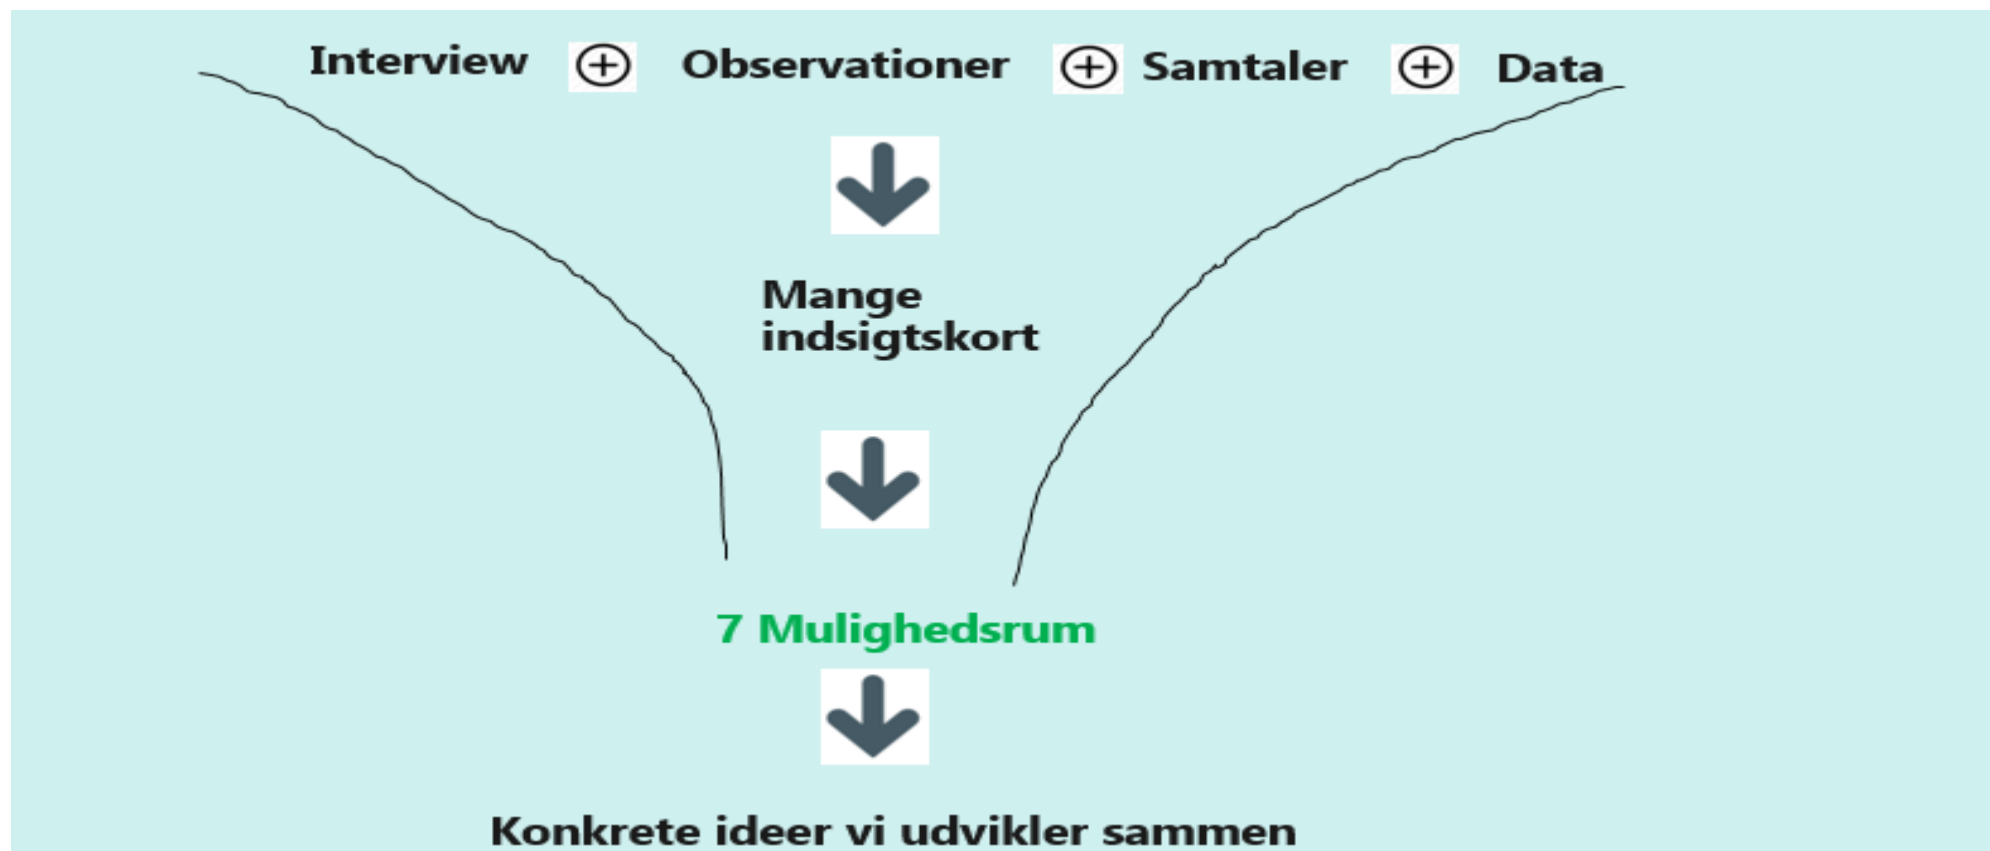 Interview ⊕ Observationer ⊕ Samtaler ⊕ Data
Mange
indsigtskort
7 Mulighedsrum
Konkrete ideer vi udvikler sammen